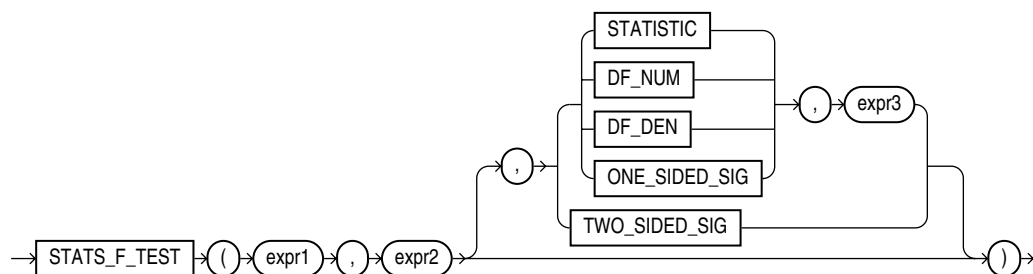 STATISTIC
DF_NUM
DF_DEN
ONE_SIDED_SIG
, expr3
,
TWO_SIDED_SIG
STATS_F_TEST ( expr1 , expr2 )